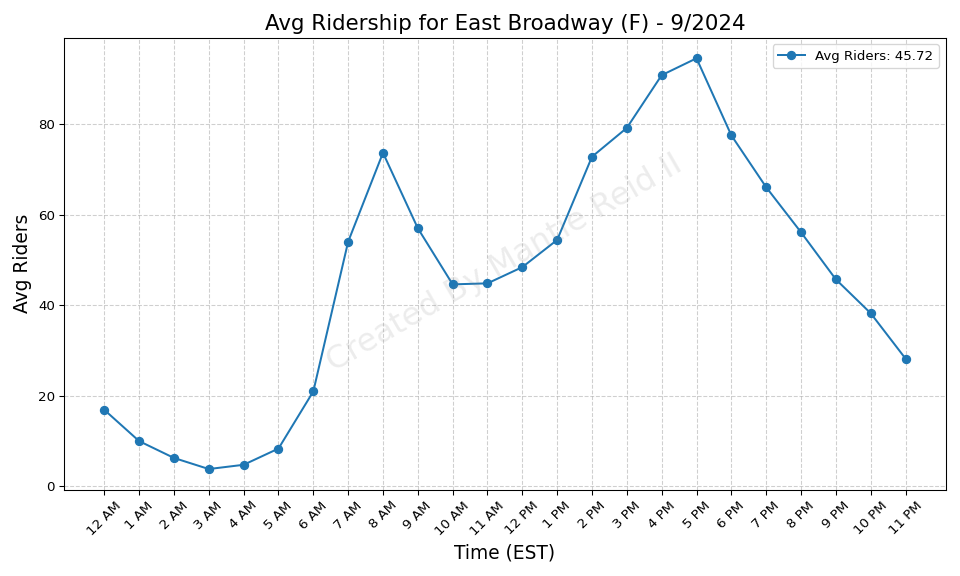 Avg Ridership for East Broadway (F) - 9/2024
Avg Riders: 45.72
Avg Riders
80
60
40
20
0
Created By Mantie Reid II
12 AM
1 AM
2 AM
3 AM
4 AM
5 AM
6 AM
7 AM
8 AM
9 AM
10 AM
11 AM
12 PM
1 PM
2 PM
3 PM
4 PM
5 PM
6 PM
7 PM
8 PM
9 PM
10 PM
11 PM
Time (EST)